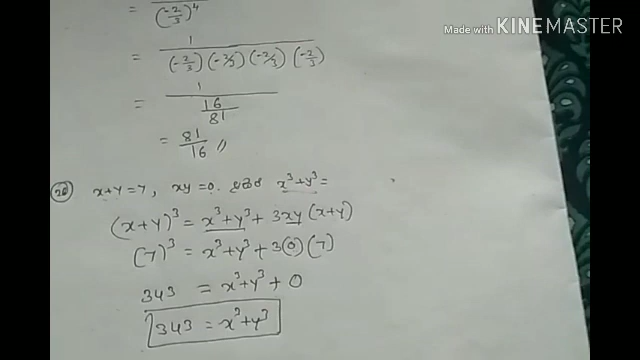 Made with KINEMASTER
= 1/(-2/3)^4
= 1/((-2/3)(-2/3)(-2/3)(-2/3))
= 1/(16/81)
= 81/16 //
26 x+y=7, xy=0. x³+y³=
(x+y)³ = x³+y³+3xy(x+y)
(7)³ = x³+y³+3(0)(7)
343 = x³+y³+0
343 = x³+y³